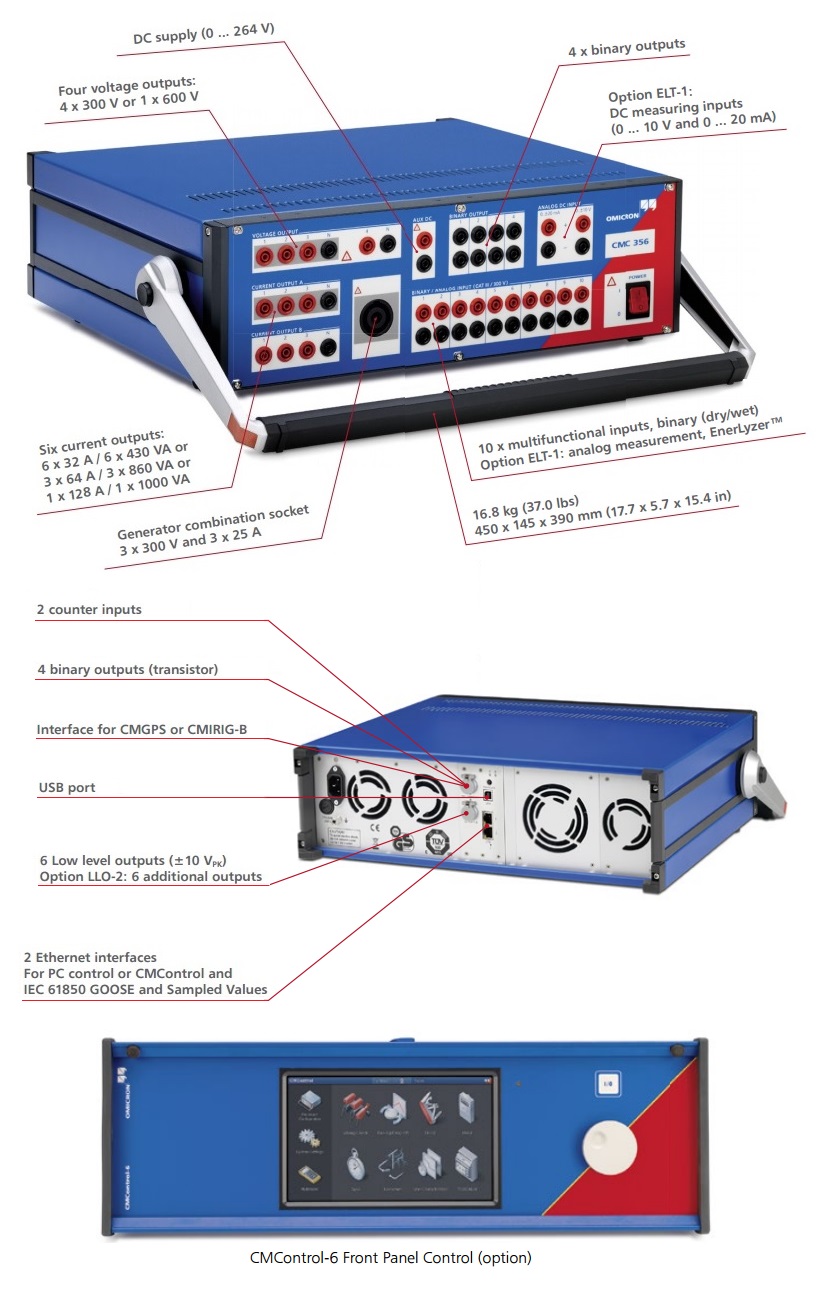 DC supply (0 ... 264 V)
4 x binary outputs
Four voltage outputs:
4 x 300 V or 1 x 600 V
Option ELT-1:
DC measuring inputs
(0 ... 10 V and 0 ... 20 mA)
VOLTAGE OUTPUT
AUX DC
BINARY OUTPUT
ANALOG DC INPUT
OMICRON
CMC 356
CURRENT OUTPUT A
BINARY / ANALOG INPUT (CAT III / 300 V)
POWER
CURRENT OUTPUT B
Six current outputs:
6 x 32 A / 6 x 430 VA or
3 x 64 A / 3 x 860 VA or
1 x 128 A / 1 x 1000 VA
10 x multifunctional inputs, binary (dry/wet)
Option ELT-1: analog measurement, EnerLyzer™
Generator combination socket
3 x 300 V and 3 x 25 A
16.8 kg (37.0 lbs)
450 x 145 x 390 mm (17.7 x 5.7 x 15.4 in)
2 counter inputs
4 binary outputs (transistor)
Interface for CMGPS or CMIRIG-B
USB port
CE
TÜV
6 Low level outputs (±10 VPK)
Option LLO-2: 6 additional outputs
2 Ethernet interfaces
For PC control or CMControl and
IEC 61850 GOOSE and Sampled Values
OMICRON
CMControl-6
CMControl
I/0
CMControl-6 Front Panel Control (option)